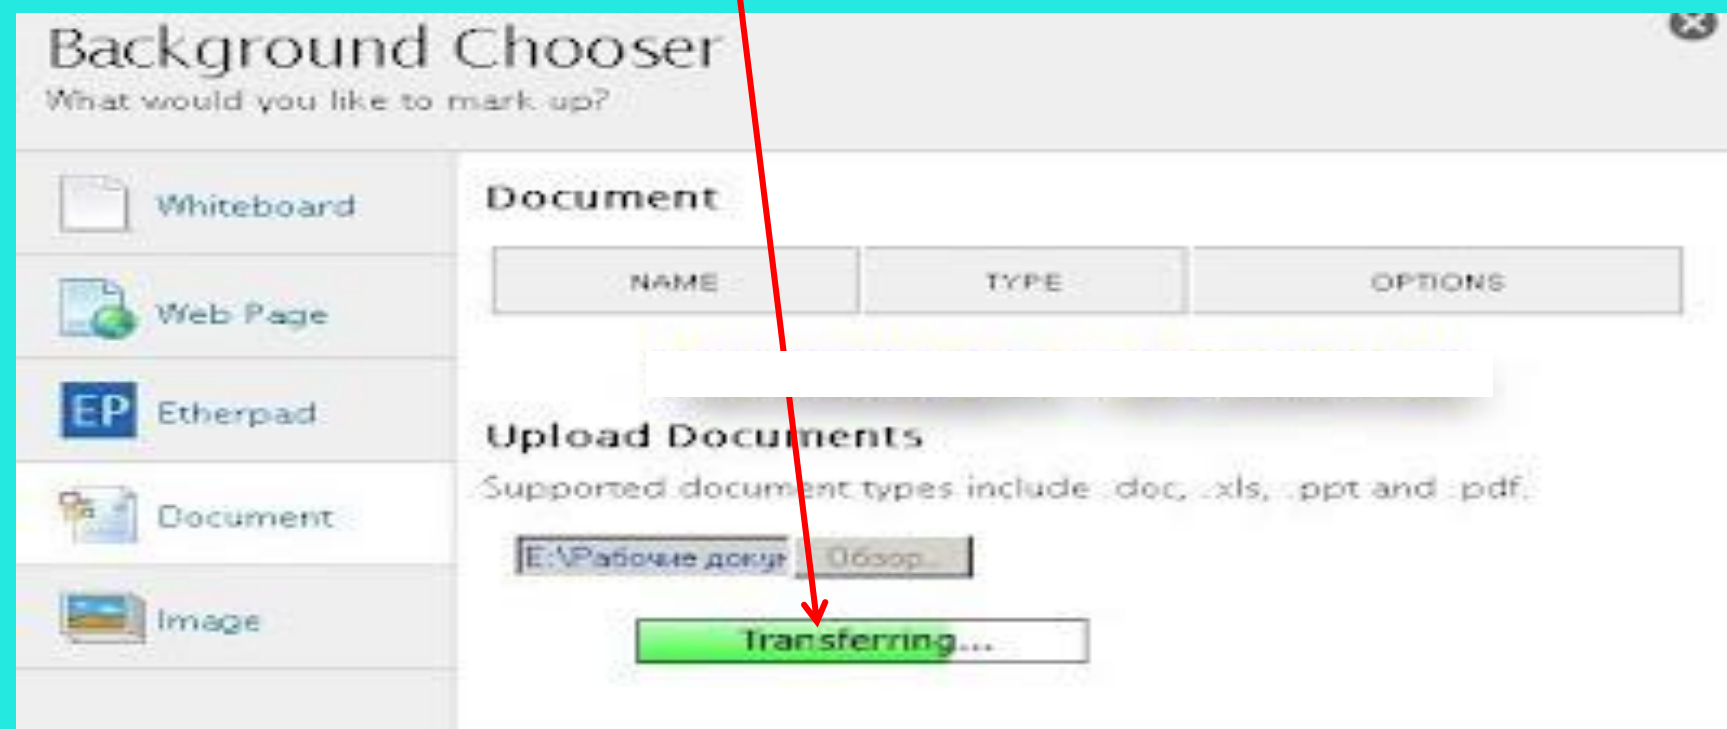 Background Chooser
What would you like to mark up?
Whiteboard
Web Page
EP Etherpad
Document
Image
Document
NAME TYPE OPTIONS
Upload Documents
Supported document types include .doc, .xls, .ppt and .pdf.
E:\Рабочие докум Обзор...
Transferring...